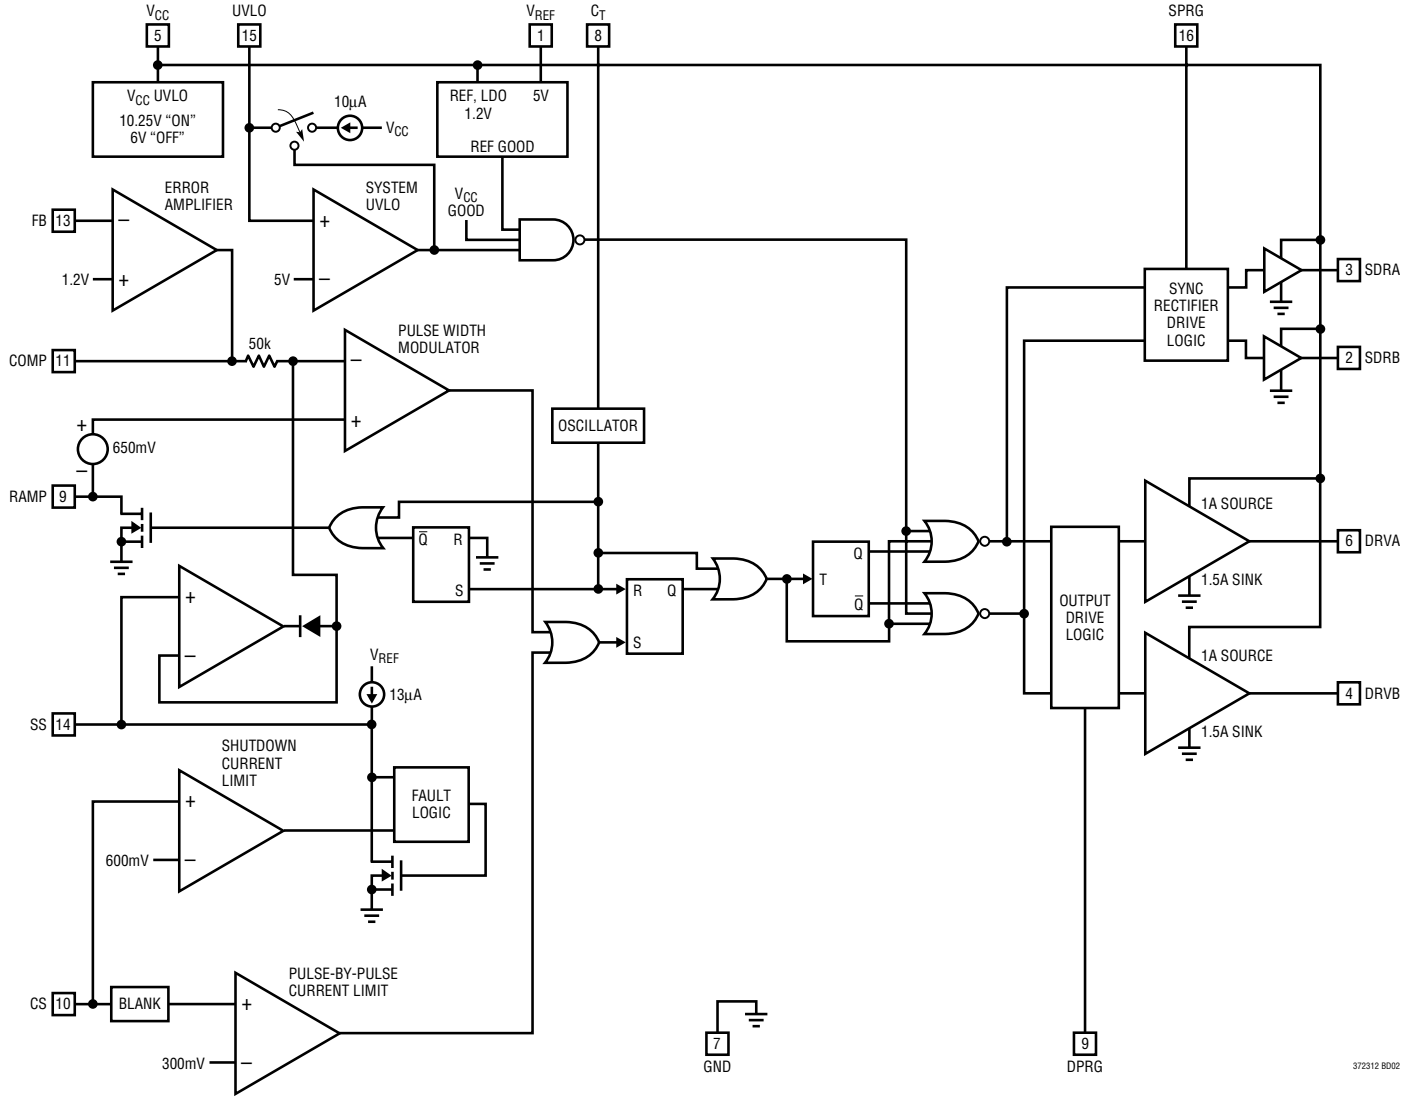 VCC
5
UVLO
15
VREF
1
CT
8
SPRG
16
VCC UVLO
10.25V “ON”
6V “OFF”
10µA
VCC
REF, LDO
1.2V
5V
REF GOOD
ERROR
AMPLIFIER
FB 13
−
1.2V
+
SYSTEM
UVLO
+
5V
−
VCC
GOOD
SYNC
RECTIFIER
DRIVE
LOGIC
3 SDRA
2 SDRB
COMP 11
50k
PULSE WIDTH
MODULATOR
−
+
+
650mV
−
RAMP 9
OSCILLATOR
Q̅ R
S
R Q
S
T
Q
Q̅
1A SOURCE
1.5A SINK
6 DRVA
OUTPUT
DRIVE
LOGIC
1A SOURCE
1.5A SINK
4 DRVB
+
−
VREF
13µA
SS 14
SHUTDOWN
CURRENT
LIMIT
+
600mV
−
FAULT
LOGIC
PULSE-BY-PULSE
CURRENT LIMIT
CS 10
BLANK
+
300mV
−
7
GND
9
DPRG
372312 BD02